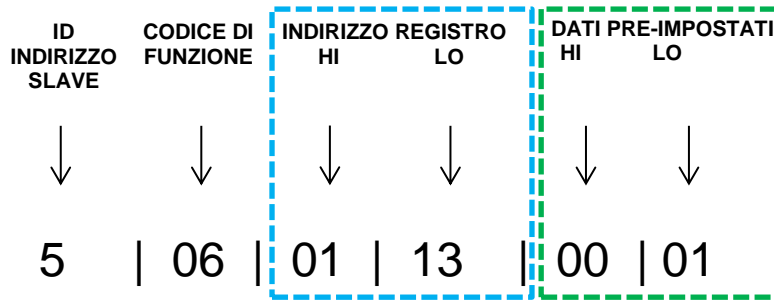 ID INDIRIZZO SLAVE
CODICE DI FUNZIONE
INDIRIZZO REGISTRO
HI LO
DATI PRE-IMPOSTATI
HI LO
5 | 06 | 01 | 13 | 00 | 01